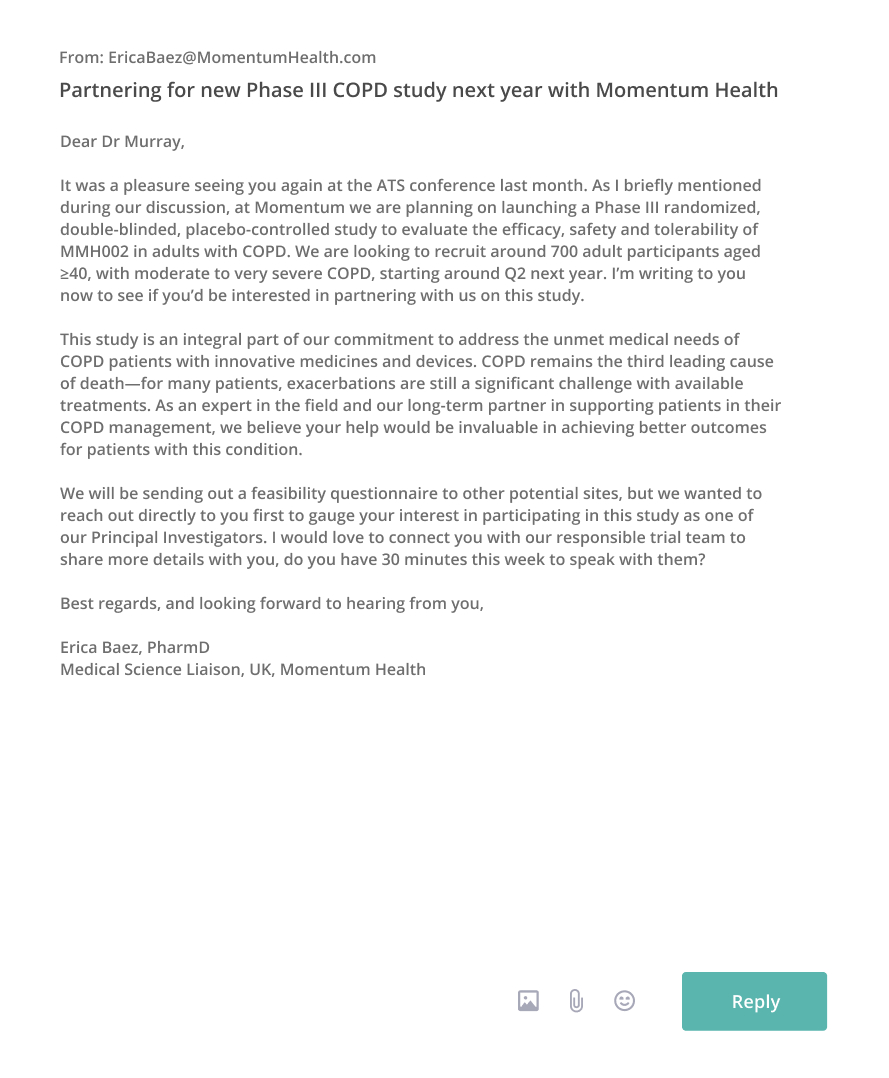 From: EricaBaez@MomentumHealth.com
Partnering for new Phase III COPD study next year with Momentum Health
Dear Dr Murray,
It was a pleasure seeing you again at the ATS conference last month. As I briefly mentioned
during our discussion, at Momentum we are planning on launching a Phase III randomized,
double-blinded, placebo-controlled study to evaluate the efficacy, safety and tolerability of
MMH002 in adults with COPD. We are looking to recruit around 700 adult participants aged
≥40, with moderate to very severe COPD, starting around Q2 next year. I’m writing to you
now to see if you’d be interested in partnering with us on this study.
This study is an integral part of our commitment to address the unmet medical needs of
COPD patients with innovative medicines and devices. COPD remains the third leading cause
of death—for many patients, exacerbations are still a significant challenge with available
treatments. As an expert in the field and our long-term partner in supporting patients in their
COPD management, we believe your help would be invaluable in achieving better outcomes
for patients with this condition.
We will be sending out a feasibility questionnaire to other potential sites, but we wanted to
reach out directly to you first to gauge your interest in participating in this study as one of
our Principal Investigators. I would love to connect you with our responsible trial team to
share more details with you, do you have 30 minutes this week to speak with them?
Best regards, and looking forward to hearing from you,
Erica Baez, PharmD
Medical Science Liaison, UK, Momentum Health
Reply